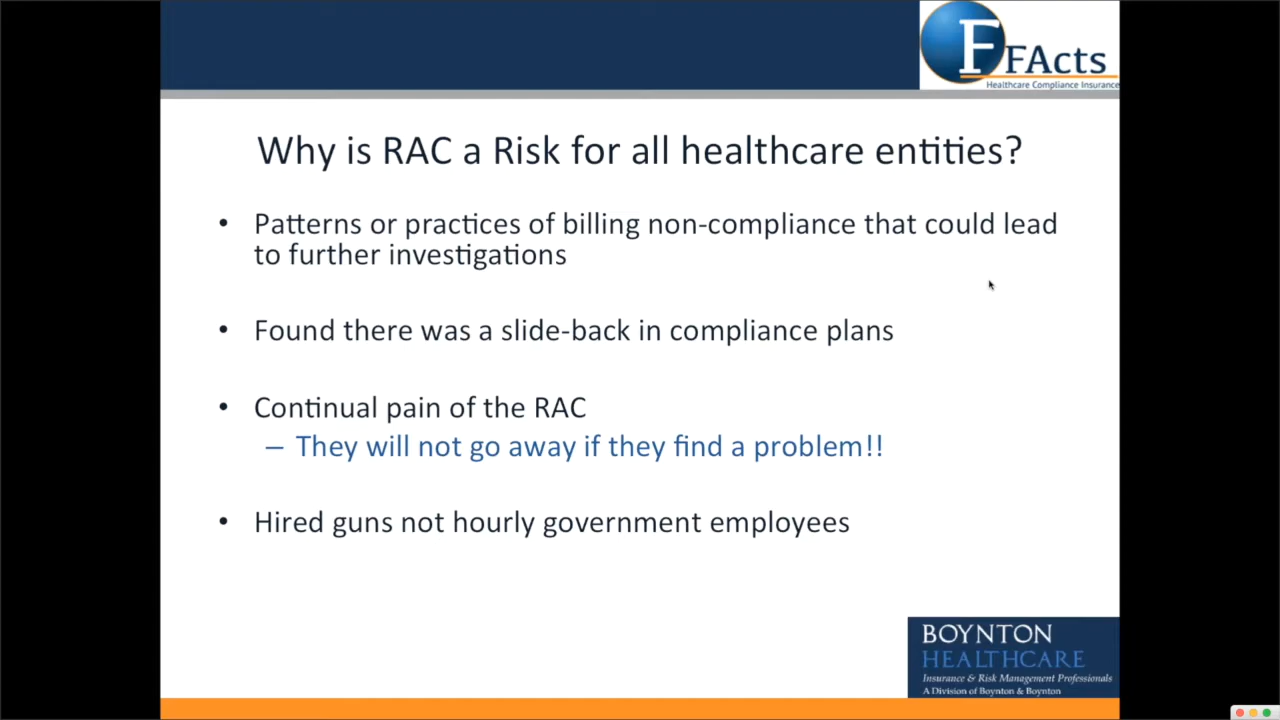 F FActs
Healthcare Compliance Insurance
Why is RAC a Risk for all healthcare entities?
• Patterns or practices of billing non-compliance that could lead
to further investigations
• Found there was a slide-back in compliance plans
• Continual pain of the RAC
– They will not go away if they find a problem!!
• Hired guns not hourly government employees
BOYNTON
HEALTHCARE
Insurance & Risk Management Professionals
A Division of Boynton & Boynton